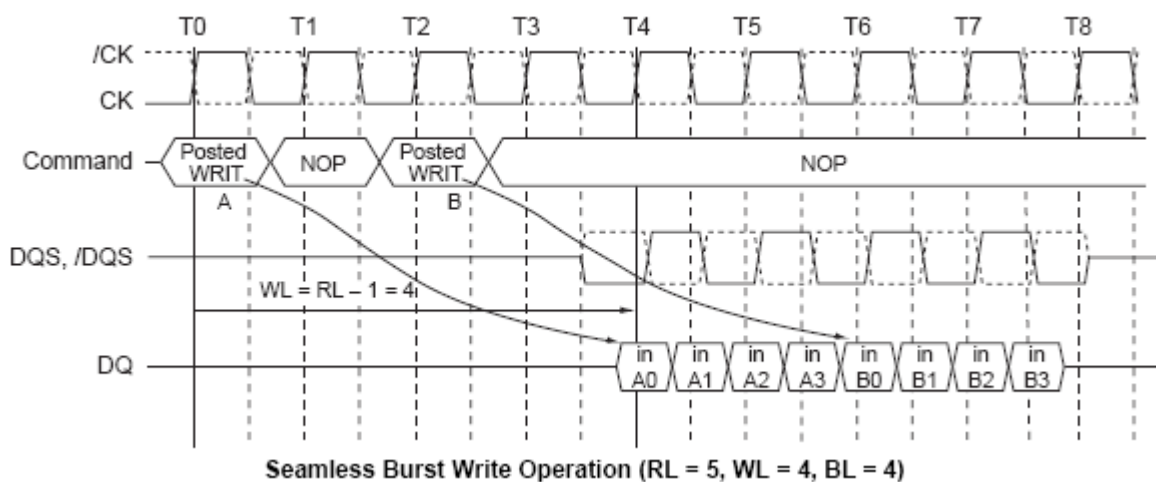 T0 T1 T2 T3 T4 T5 T6 T7 T8
/CK
CK
Command
Posted WRIT A
NOP
Posted WRIT B
NOP
DQS, /DQS
WL = RL – 1 = 4
DQ
in A0
in A1
in A2
in A3
in B0
in B1
in B2
in B3
Seamless Burst Write Operation (RL = 5, WL = 4, BL = 4)